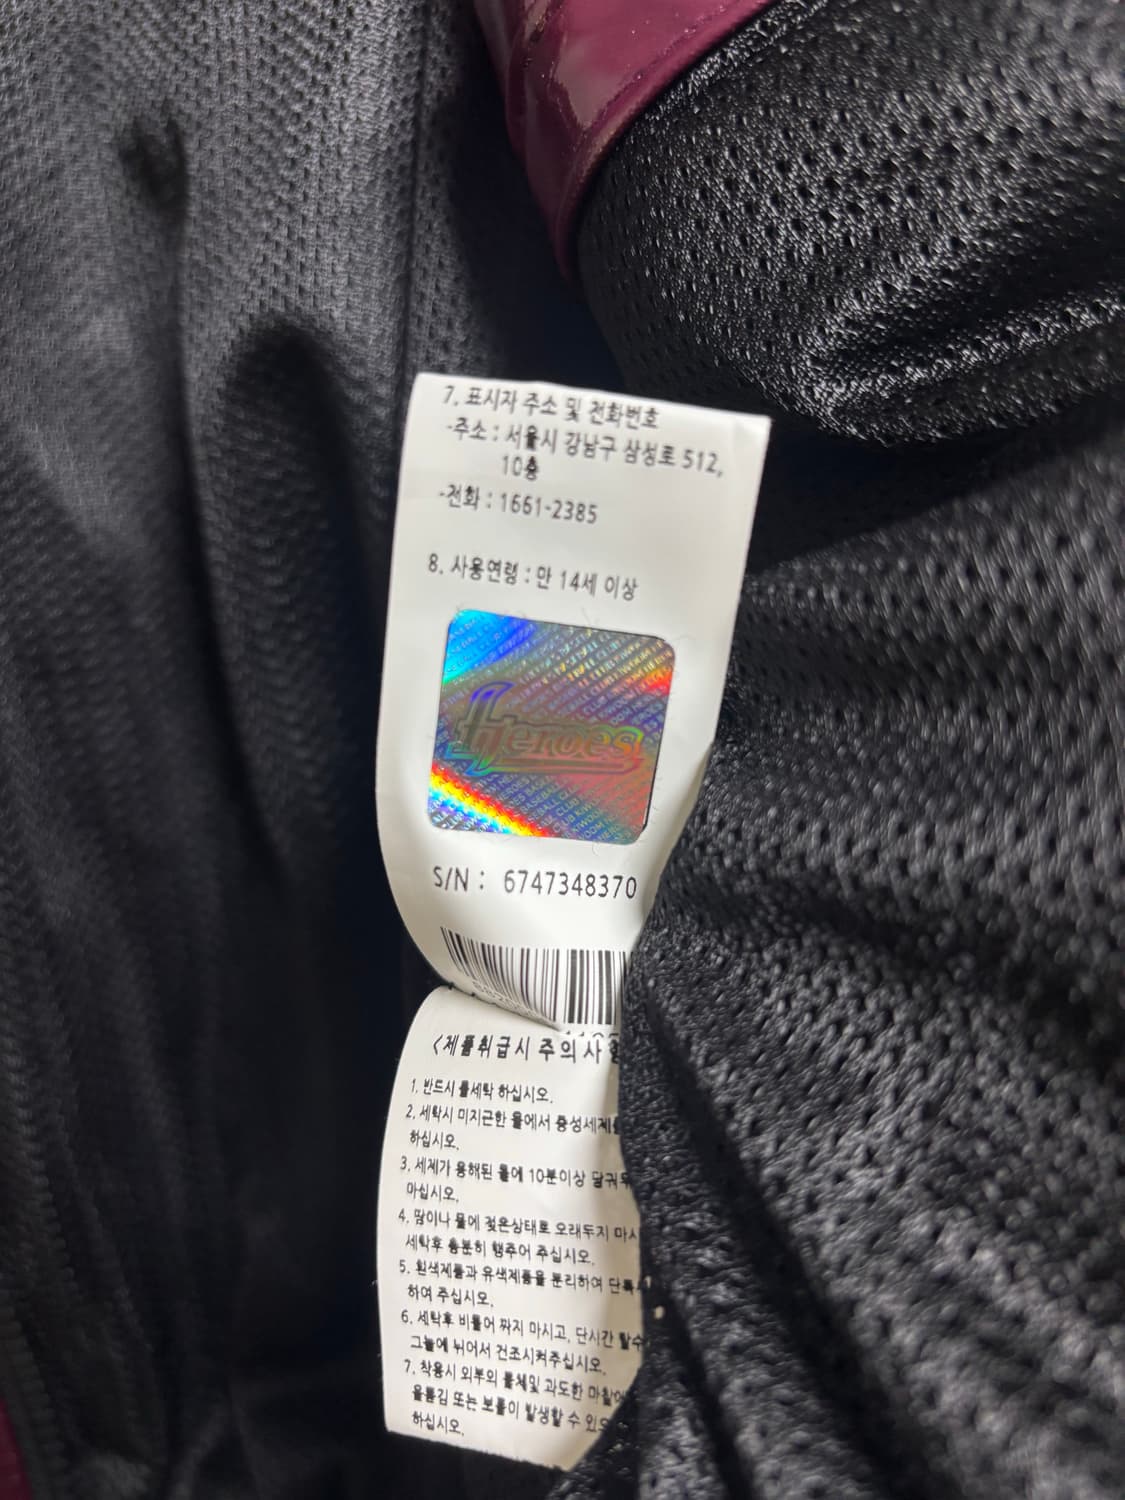 7. 표시자 주소 및 전화번호
-주소 : 서울시 강남구 삼성로 512,
10층
-전화 : 1661-2385
8. 사용연령 : 만 14세 이상
Heroes
S/N : 6747348370
<제품취급시 주의사
1. 반드시 물세탁 하십시오.
2. 세탁시 미지근한 물에서 중성세제를
하십시오.
3. 세제가 용해된 물에 10분이상 담궈두
마십시오.
4. 땀이나 물에 젖은상태로 오래두지 마시
세탁후 충분히 행주어 주십시오.
5. 흰색제품과 유색제품을 분리하여 단독
하여 주십시오.
6. 세탁후 비틀어 짜지 마시고, 단시간 탈수
그늘에 뉘어서 건조시켜주십시오.
7. 착용시 외부의 물체및 과도한 마찰에
올튕김 또는 보풀이 발생할 수 있으
하십시오.